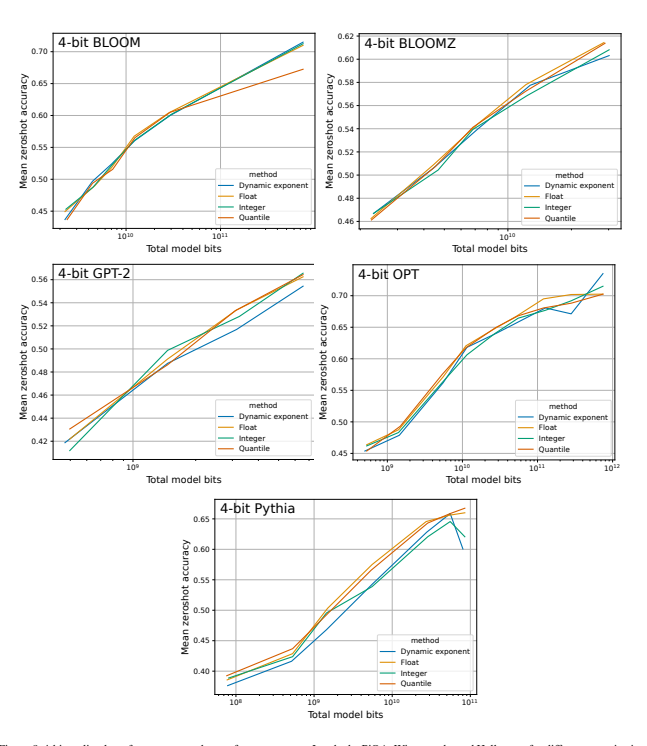 4-bit BLOOM
Mean zeroshot accuracy
0.70
0.65
0.60
0.55
0.50
0.45
method
Dynamic exponent
Float
Integer
Quantile
10^10
10^11
Total model bits
4-bit BLOOMZ
Mean zeroshot accuracy
0.62
0.60
0.58
0.56
0.54
0.52
0.50
0.48
0.46
method
Dynamic exponent
Float
Integer
Quantile
10^10
Total model bits
4-bit GPT-2
Mean zeroshot accuracy
0.56
0.54
0.52
0.50
0.48
0.46
0.44
0.42
method
Dynamic exponent
Float
Integer
Quantile
10^9
Total model bits
4-bit OPT
Mean zeroshot accuracy
0.70
0.65
0.60
0.55
0.50
0.45
method
Dynamic exponent
Float
Integer
Quantile
10^9
10^10
10^11
10^12
Total model bits
4-bit Pythia
Mean zeroshot accuracy
0.65
0.60
0.55
0.50
0.45
0.40
method
Dynamic exponent
Float
Integer
Quantile
10^8
10^9
10^10
10^11
Total model bits